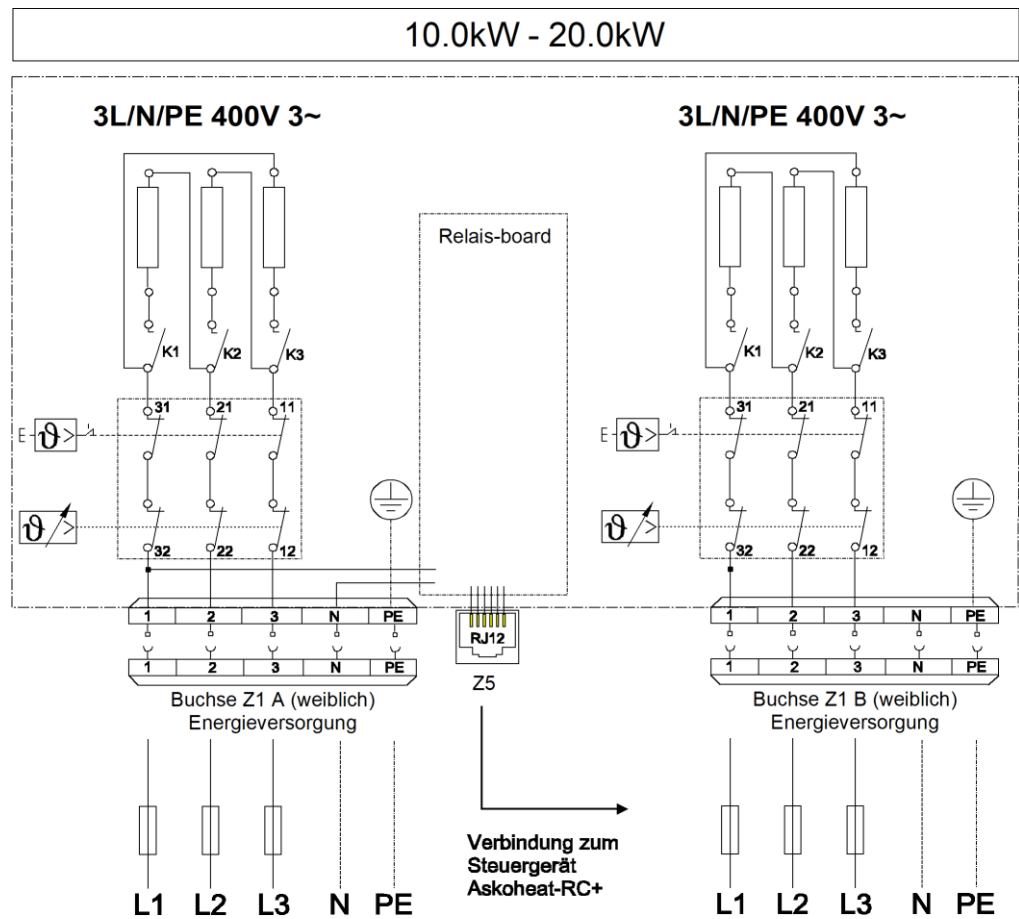 10.0kW - 20.0kW
3L/N/PE 400V 3~
3L/N/PE 400V 3~
Relais-board
K1 K2 K3
K1 K2 K3
31 21 11
31 21 11
E ϑ >
E ϑ >
ϑ >
ϑ >
32 22 12
32 22 12
1 2 3 N PE
1 2 3 N PE
RJ12
1 2 3 N PE
1 2 3 N PE
Z5
Buchse Z1 A (weiblich)
Energieversorgung
Buchse Z1 B (weiblich)
Energieversorgung
Verbindung zum
Steuergerät
Askoheat-RC+
L1 L2 L3 N PE
L1 L2 L3 N PE